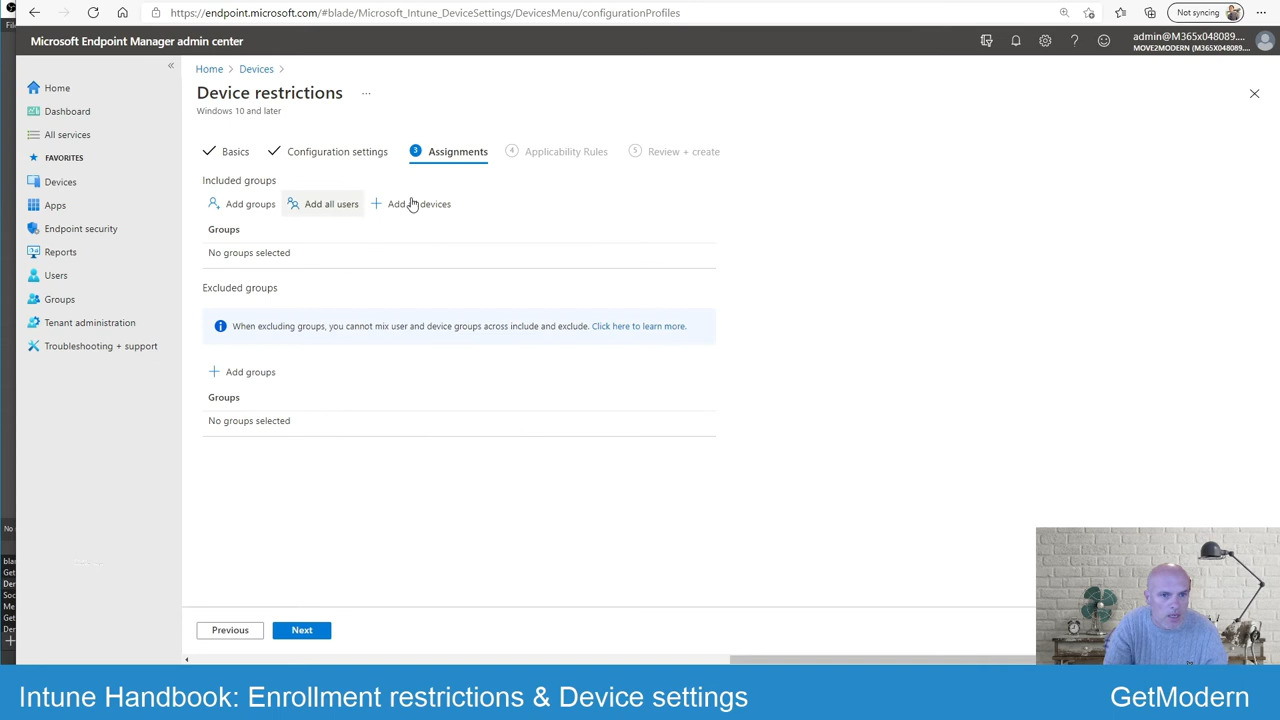 https://endpoint.microsoft.com/#blade/Microsoft_Intune_DeviceSettings/DevicesMenu/configurationProfiles
Not syncing
Microsoft Endpoint Manager admin center
admin@M365x048089....
MOVE2MODERN (M365X048089....
Home
Dashboard
All services
FAVORITES
Devices
Apps
Endpoint security
Reports
Users
Groups
Tenant administration
Troubleshooting + support
Home > Devices >
Device restrictions ...
Windows 10 and later
Basics Configuration settings 3 Assignments 4 Applicability Rules 5 Review + create
Included groups
Add groups Add all users Add devices
Groups
No groups selected
Excluded groups
When excluding groups, you cannot mix user and device groups across include and exclude. Click here to learn more.
Add groups
Groups
No groups selected
Previous Next
Intune Handbook: Enrollment restrictions & Device settings
GetModern